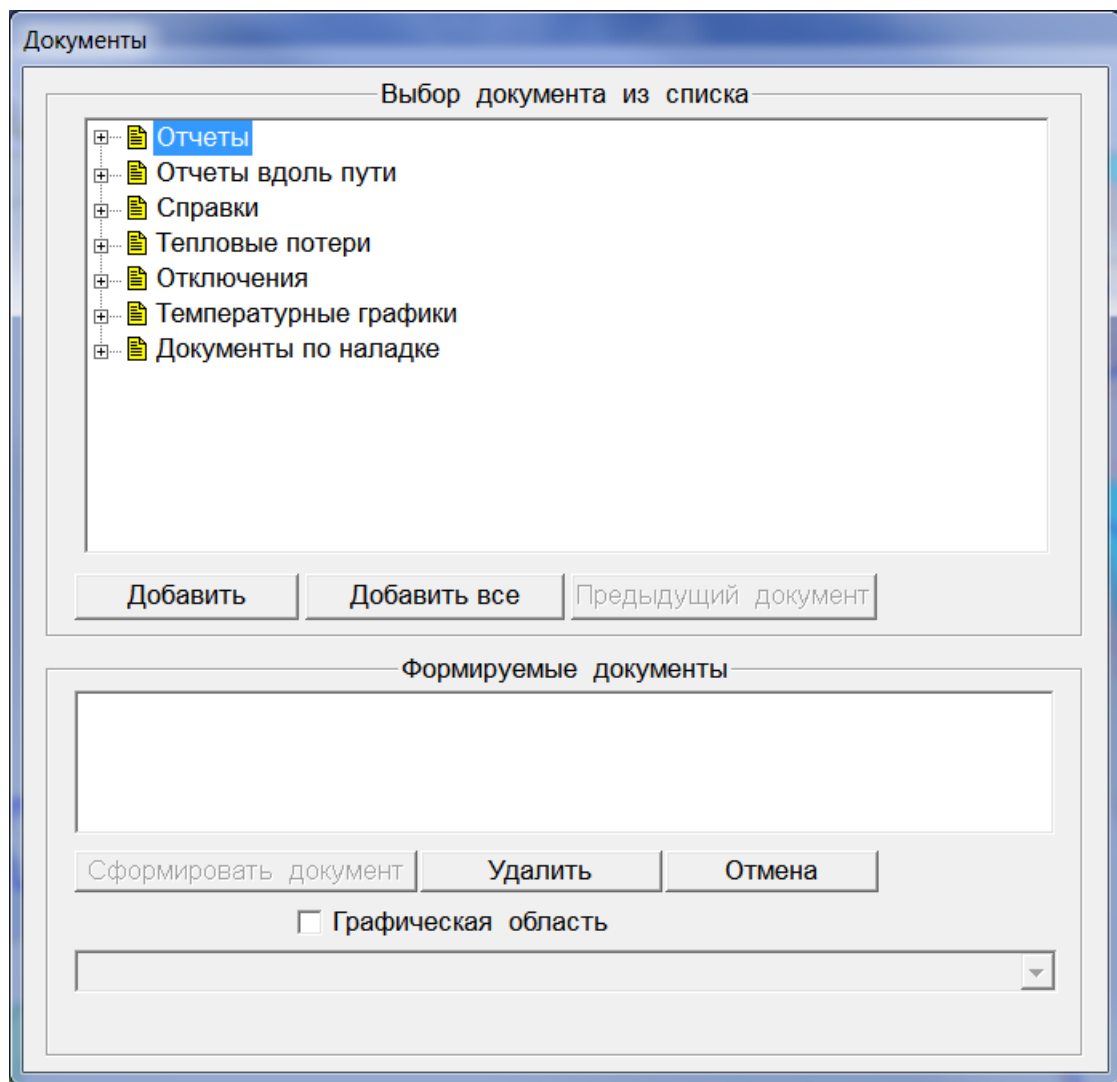 Документы
Выбор документа из списка
Отчеты
Отчеты вдоль пути
Справки
Тепловые потери
Отключения
Температурные графики
Документы по наладке
Добавить Добавить все Предыдущий документ
Формируемые документы
Сформировать документ Удалить Отмена
Графическая область